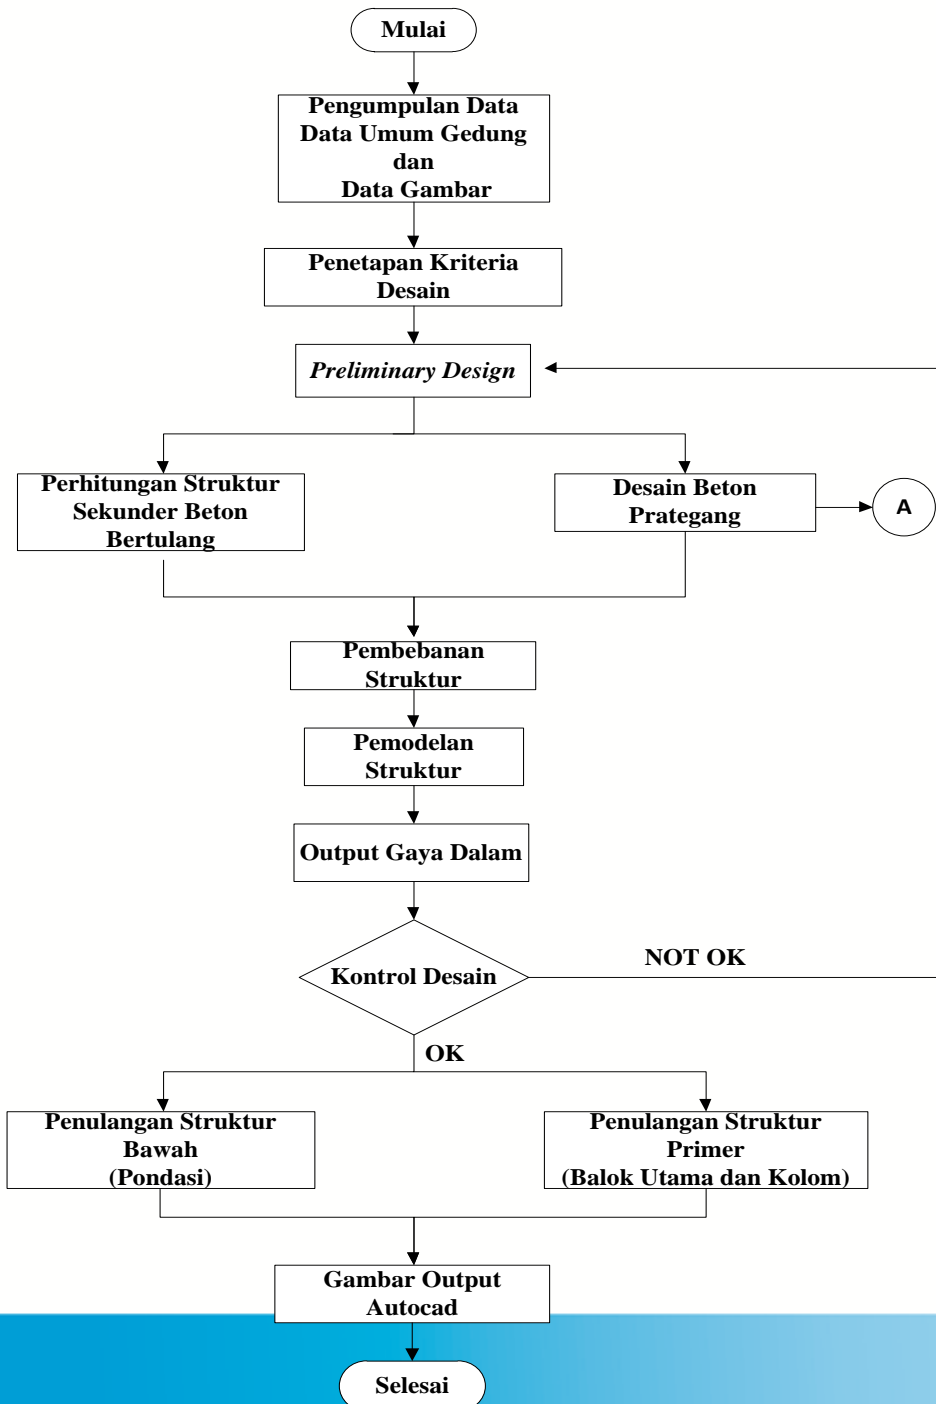 Mulai
Pengumpulan Data
Data Umum Gedung
dan
Data Gambar
Penetapan Kriteria
Desain
Preliminary Design
Perhitungan Struktur
Sekunder Beton
Bertulang
Desain Beton
Prategang
A
Pembebanan
Struktur
Pemodelan
Struktur
Output Gaya Dalam
Kontrol Desain
NOT OK
OK
Penulangan Struktur
Bawah
(Pondasi)
Penulangan Struktur
Primer
(Balok Utama dan Kolom)
Gambar Output
Autocad
Selesai